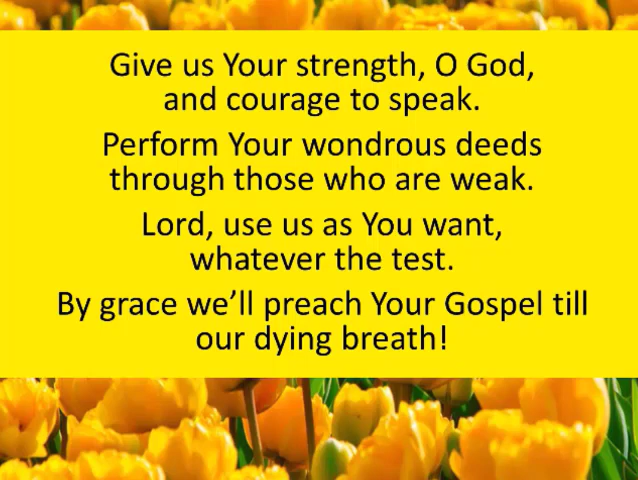 Give us Your strength, O God,
and courage to speak.
Perform Your wondrous deeds
through those who are weak.
Lord, use us as You want,
whatever the test.
By grace we’ll preach Your Gospel till
our dying breath!